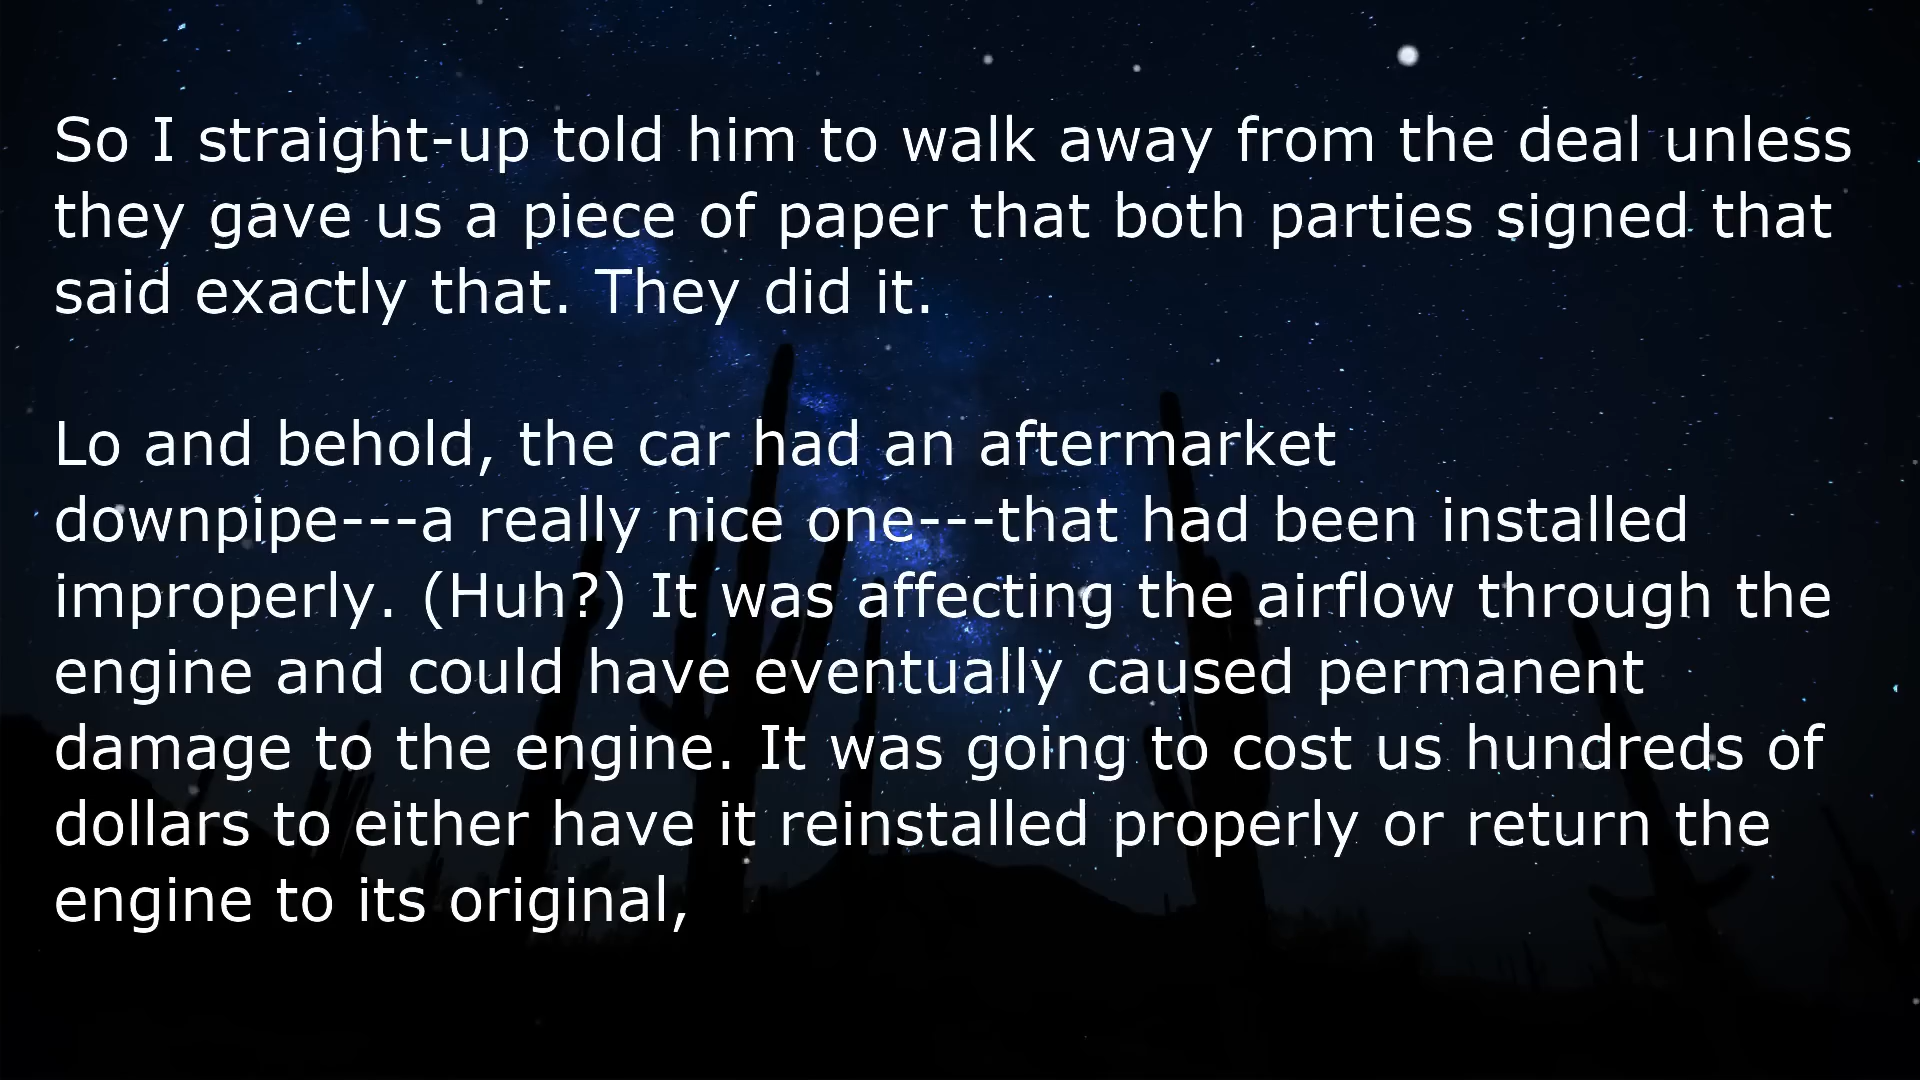 So I straight-up told him to walk away from the deal unless
they gave us a piece of paper that both parties signed that
said exactly that. They did it.
Lo and behold, the car had an aftermarket
downpipe---a really nice one---that had been installed
improperly. (Huh?) It was affecting the airflow through the
engine and could have eventually caused permanent
damage to the engine. It was going to cost us hundreds of
dollars to either have it reinstalled properly or return the
engine to its original,